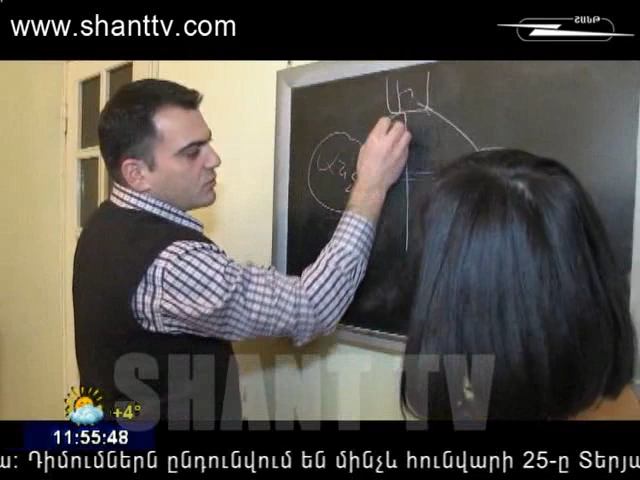 www.shanttv.com
ՇԱՆԹ
SHANT TV
+4°
11:55:48
ա: Դիմումներն ընդունվում են մինչև հունվարի 25-ը Տերյա